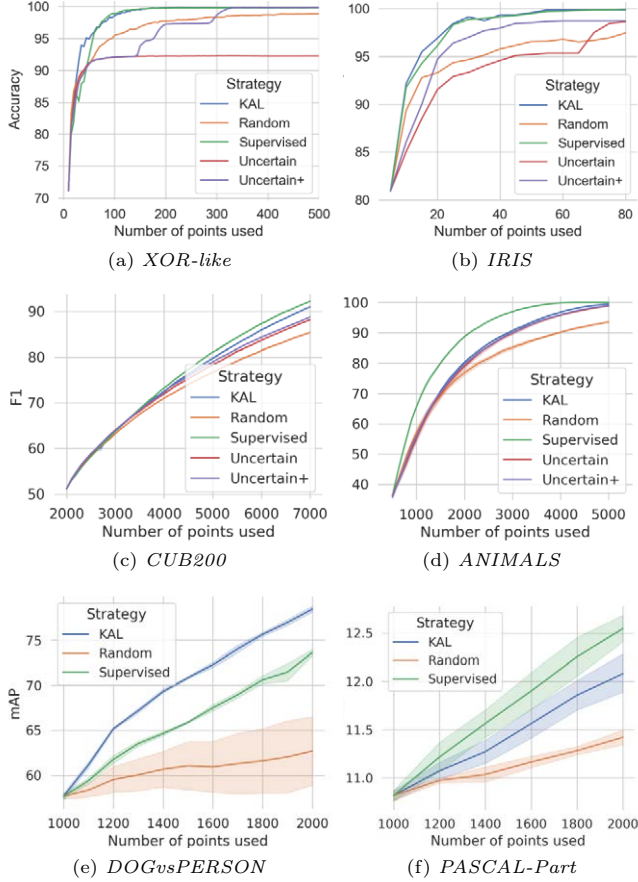 100
95
90
85
80
75
70
Accuracy
Strategy
KAL
Random
Supervised
Uncertain
Uncertain+
0 100 200 300 400 500
Number of points used
(a) XOR-like
100
95
90
85
80
Strategy
KAL
Random
Supervised
Uncertain
Uncertain+
20 40 60 80
Number of points used
(b) IRIS
90
80
70
60
50
F1
Strategy
KAL
Random
Supervised
Uncertain
Uncertain+
2000 3000 4000 5000 6000 7000
Number of points used
(c) CUB200
100
90
80
70
60
50
40
Strategy
KAL
Random
Supervised
Uncertain
Uncertain+
1000 2000 3000 4000 5000
Number of points used
(d) ANIMALS
75
70
65
60
mAP
Strategy
KAL
Random
Supervised
1000 1200 1400 1600 1800 2000
Number of points used
(e) DOGvsPERSON
12.5
12.0
11.5
11.0
Strategy
KAL
Random
Supervised
1000 1200 1400 1600 1800 2000
Number of points used
(f) PASCAL-Part